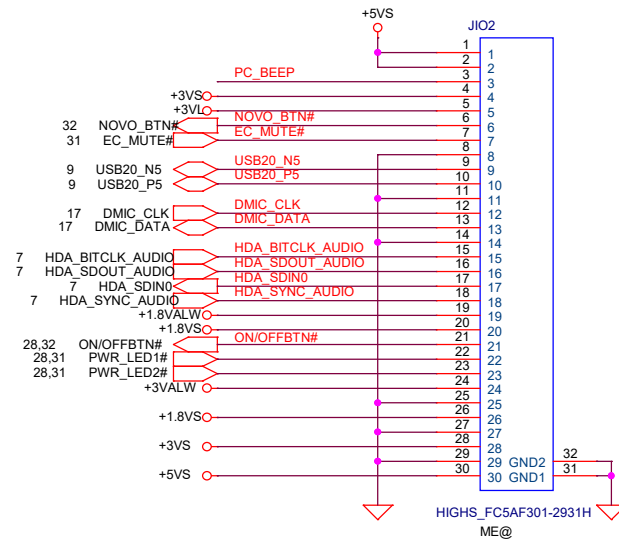 +5VS
JIO2
1 1
2 2
PC_BEEP 3 3
+3VS 4 4
+3VL 5 5
32 NOVO_BTN# NOVO_BTN# 6 6
31 EC_MUTE# EC_MUTE# 7 7
8 8
9 USB20_N5 USB20_N5 9 9
9 USB20_P5 USB20_P5 10 10
11 11
17 DMIC_CLK DMIC_CLK 12 12
17 DMIC_DATA DMIC_DATA 13 13
14 14
7 HDA_BITCLK_AUDIO HDA_BITCLK_AUDIO 15 15
7 HDA_SDOUT_AUDIO HDA_SDOUT_AUDIO 16 16
7 HDA_SDIN0 HDA_SDIN0 17 17
7 HDA_SYNC_AUDIO HDA_SYNC_AUDIO 18 18
+1.8VALW 19 19
+1.8VS 20 20
28,32 ON/OFFBTN# ON/OFFBTN# 21 21
28,31 PWR_LED1# 22 22
28,31 PWR_LED2# 23 23
+3VALW 24 24
25 25
+1.8VS 26 26
27 27
+3VS 28 28
29 29 GND2 32
+5VS 30 30 GND1 31
HIGHS_FC5AF301-2931H
ME@